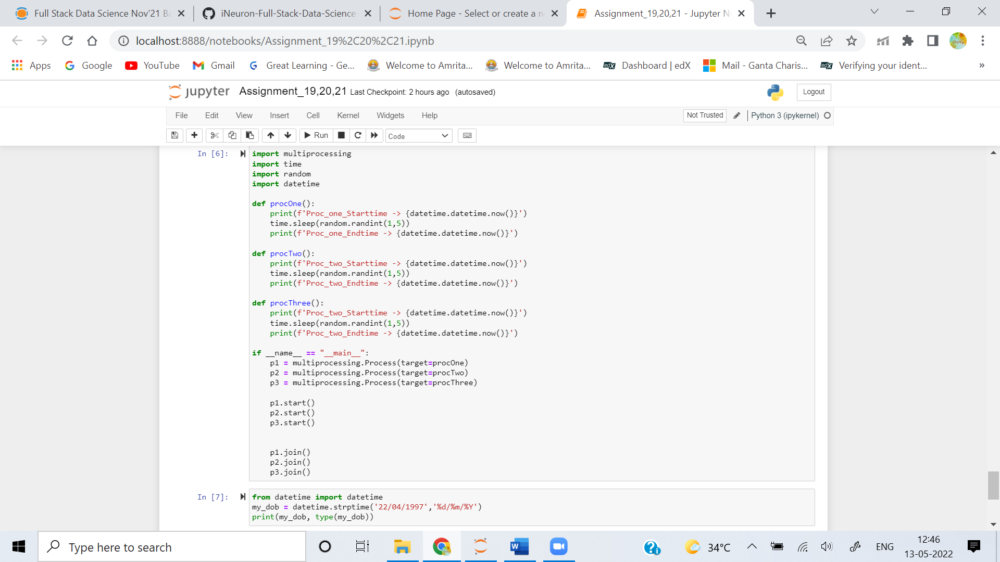 Full Stack Data Science Nov'21 Ba
iNeuron-Full-Stack-Data-Science
Home Page - Select or create a n
Assignment_19,20,21 - Jupyter N
localhost:8888/notebooks/Assignment_19%2C20%2C21.ipynb
Apps
Google
YouTube
Gmail
Great Learning - Ge...
Welcome to Amrita...
Welcome to Amrita...
edX
Dashboard | edX
Mail - Ganta Charis...
edX
Verifying your ident...
»
jupyter
Assignment_19,20,21 Last Checkpoint: 2 hours ago (autosaved)
Logout
File Edit View Insert Cell Kernel Widgets Help
Not Trusted
Python 3 (ipykernel)
Run
Code
In [6]:
import multiprocessing
import time
import random
import datetime
def procOne():
print(f'Proc_one_Starttime -> {datetime.datetime.now()}')
time.sleep(random.randint(1,5))
print(f'Proc_one_Endtime -> {datetime.datetime.now()}')
def procTwo():
print(f'Proc_two_Starttime -> {datetime.datetime.now()}')
time.sleep(random.randint(1,5))
print(f'Proc_two_Endtime -> {datetime.datetime.now()}')
def procThree():
print(f'Proc_two_Starttime -> {datetime.datetime.now()}')
time.sleep(random.randint(1,5))
print(f'Proc_two_Endtime -> {datetime.datetime.now()}')
if __name__ == "__main__":
p1 = multiprocessing.Process(target=procOne)
p2 = multiprocessing.Process(target=procTwo)
p3 = multiprocessing.Process(target=procThree)
p1.start()
p2.start()
p3.start()
p1.join()
p2.join()
p3.join()
In [7]:
from datetime import datetime
my_dob = datetime.strptime('22/04/1997','%d/%m/%Y')
print(my_dob, type(my_dob))
Type here to search
34°C
ENG
12:46
13-05-2022